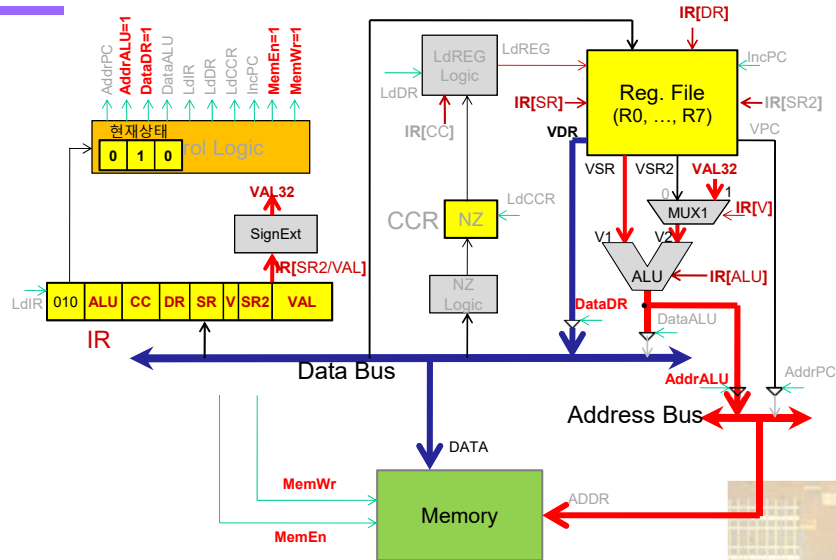 AddrPC
AddrALU=1
DataDR=1
DataALU
LdIR
LdDR
LdCCR
IncPC
MemEn=1
MemWr=1
현재상태
0 1 0
rol Logic
VAL32
SignExt
IR[SR2/VAL]
LdIR
010 ALU CC DR SR V SR2 VAL
IR
LdREG
Logic
LdREG
LdDR
IR[CC]
CCR
NZ
LdCCR
NZ
Logic
IR[DR]
IncPC
Reg. File
(R0, ..., R7)
IR[SR]
IR[SR2]
VDR
VPC
VSR
VSR2
VAL32
0
1
MUX1
IR[V]
V1
V2
ALU
IR[ALU]
DataDR
DataALU
Data Bus
AddrALU
AddrPC
Address Bus
DATA
MemWr
MemEn
Memory
ADDR